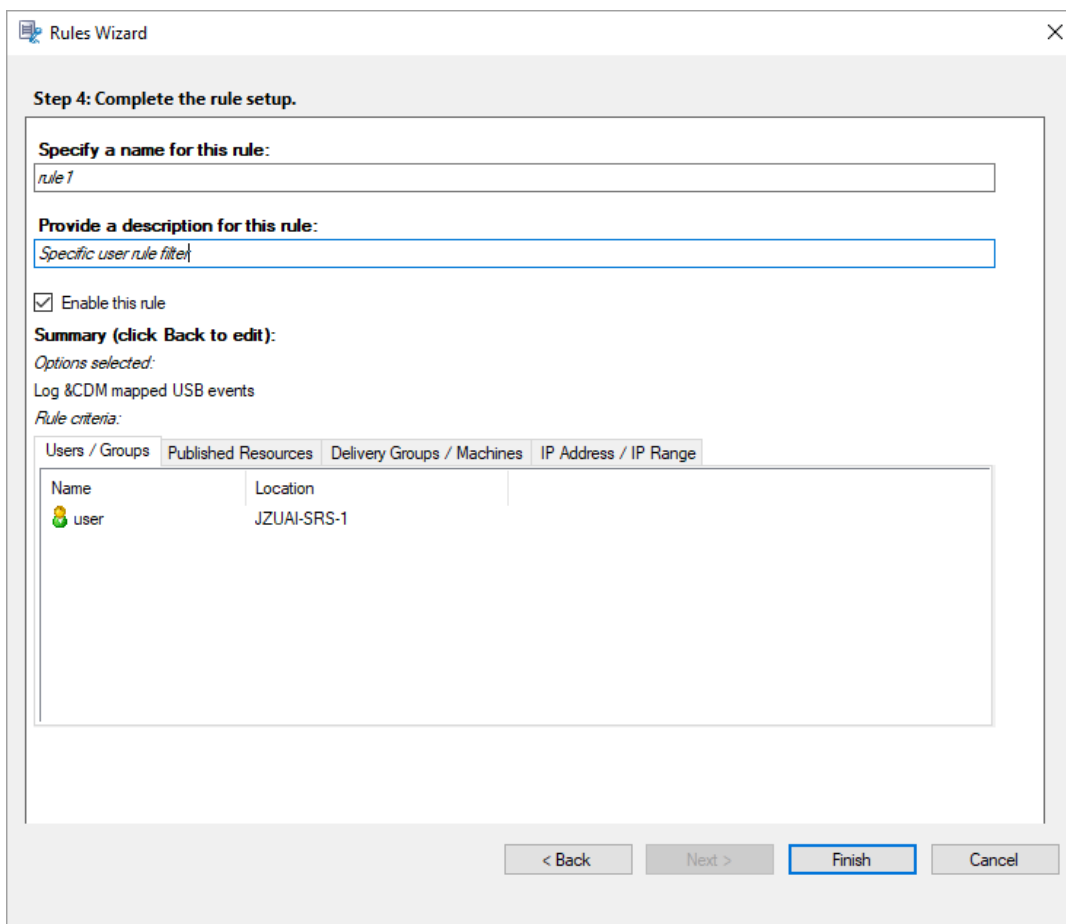 Rules Wizard
Step 4: Complete the rule setup.
Specify a name for this rule:
rule1
Provide a description for this rule:
Specific user rule filter
Enable this rule
Summary (click Back to edit):
Options selected:
Log &CDM mapped USB events
Rule criteria:
Users / Groups Published Resources Delivery Groups / Machines IP Address / IP Range
Name Location
user JZUAI-SRS-1
< Back Next > Finish Cancel